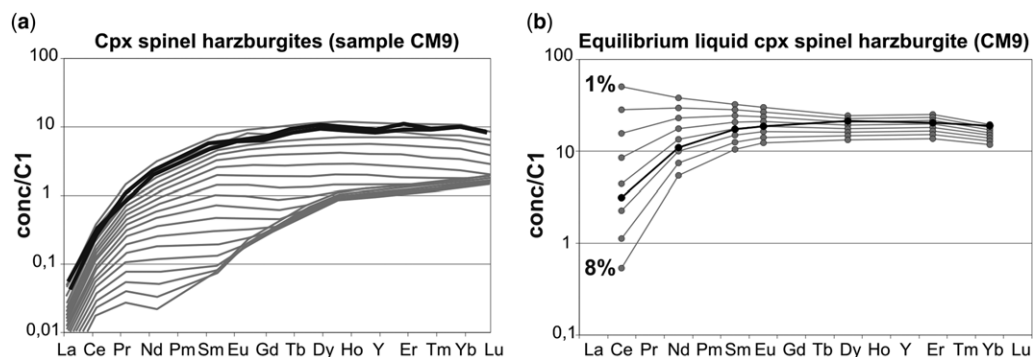 (a)
Cpx spinel harzburgites (sample CM9)
100
10
1
0,1
0,01
conc/C1
La Ce Pr Nd Pm Sm Eu Gd Tb Dy Ho Y Er Tm Yb Lu
(b)
Equilibrium liquid cpx spinel harzburgite (CM9)
100
10
1
0,1
conc/C1
1%
8%
La Ce Pr Nd Pm Sm Eu Gd Tb Dy Ho Y Er Tm Yb Lu